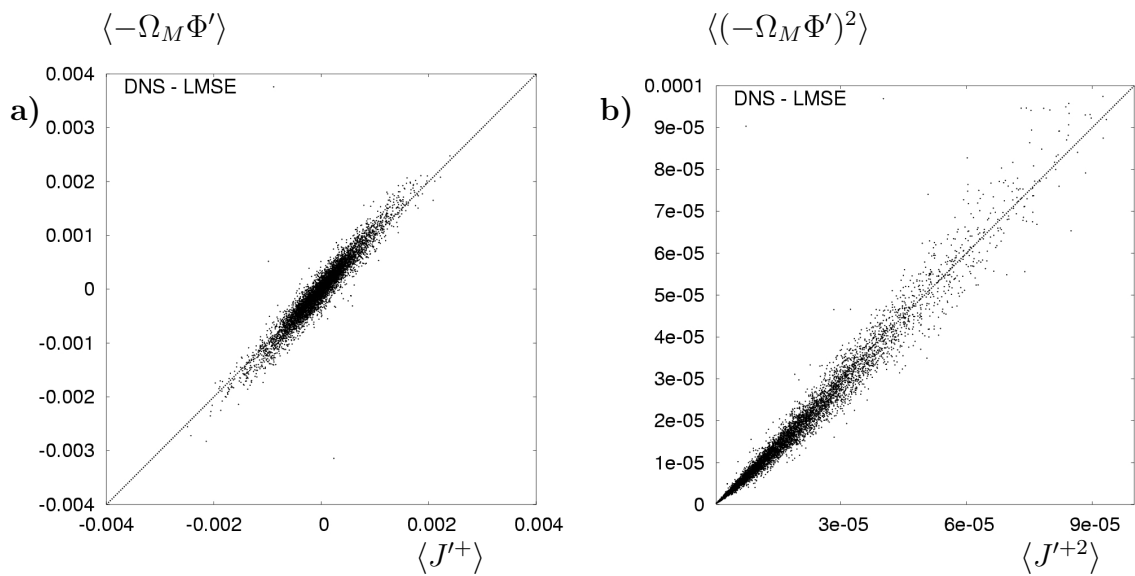 ⟨−Ω_MΦ′⟩
a)
DNS - LMSE
0.004
0.003
0.002
0.001
0
-0.001
-0.002
-0.003
-0.004
-0.004 -0.002 0 0.002 0.004
⟨J′⁺⟩
⟨(−Ω_MΦ′)²⟩
b)
DNS - LMSE
0.0001
9e-05
8e-05
7e-05
6e-05
5e-05
4e-05
3e-05
2e-05
1e-05
0
3e-05 6e-05 9e-05
⟨J′⁺²⟩